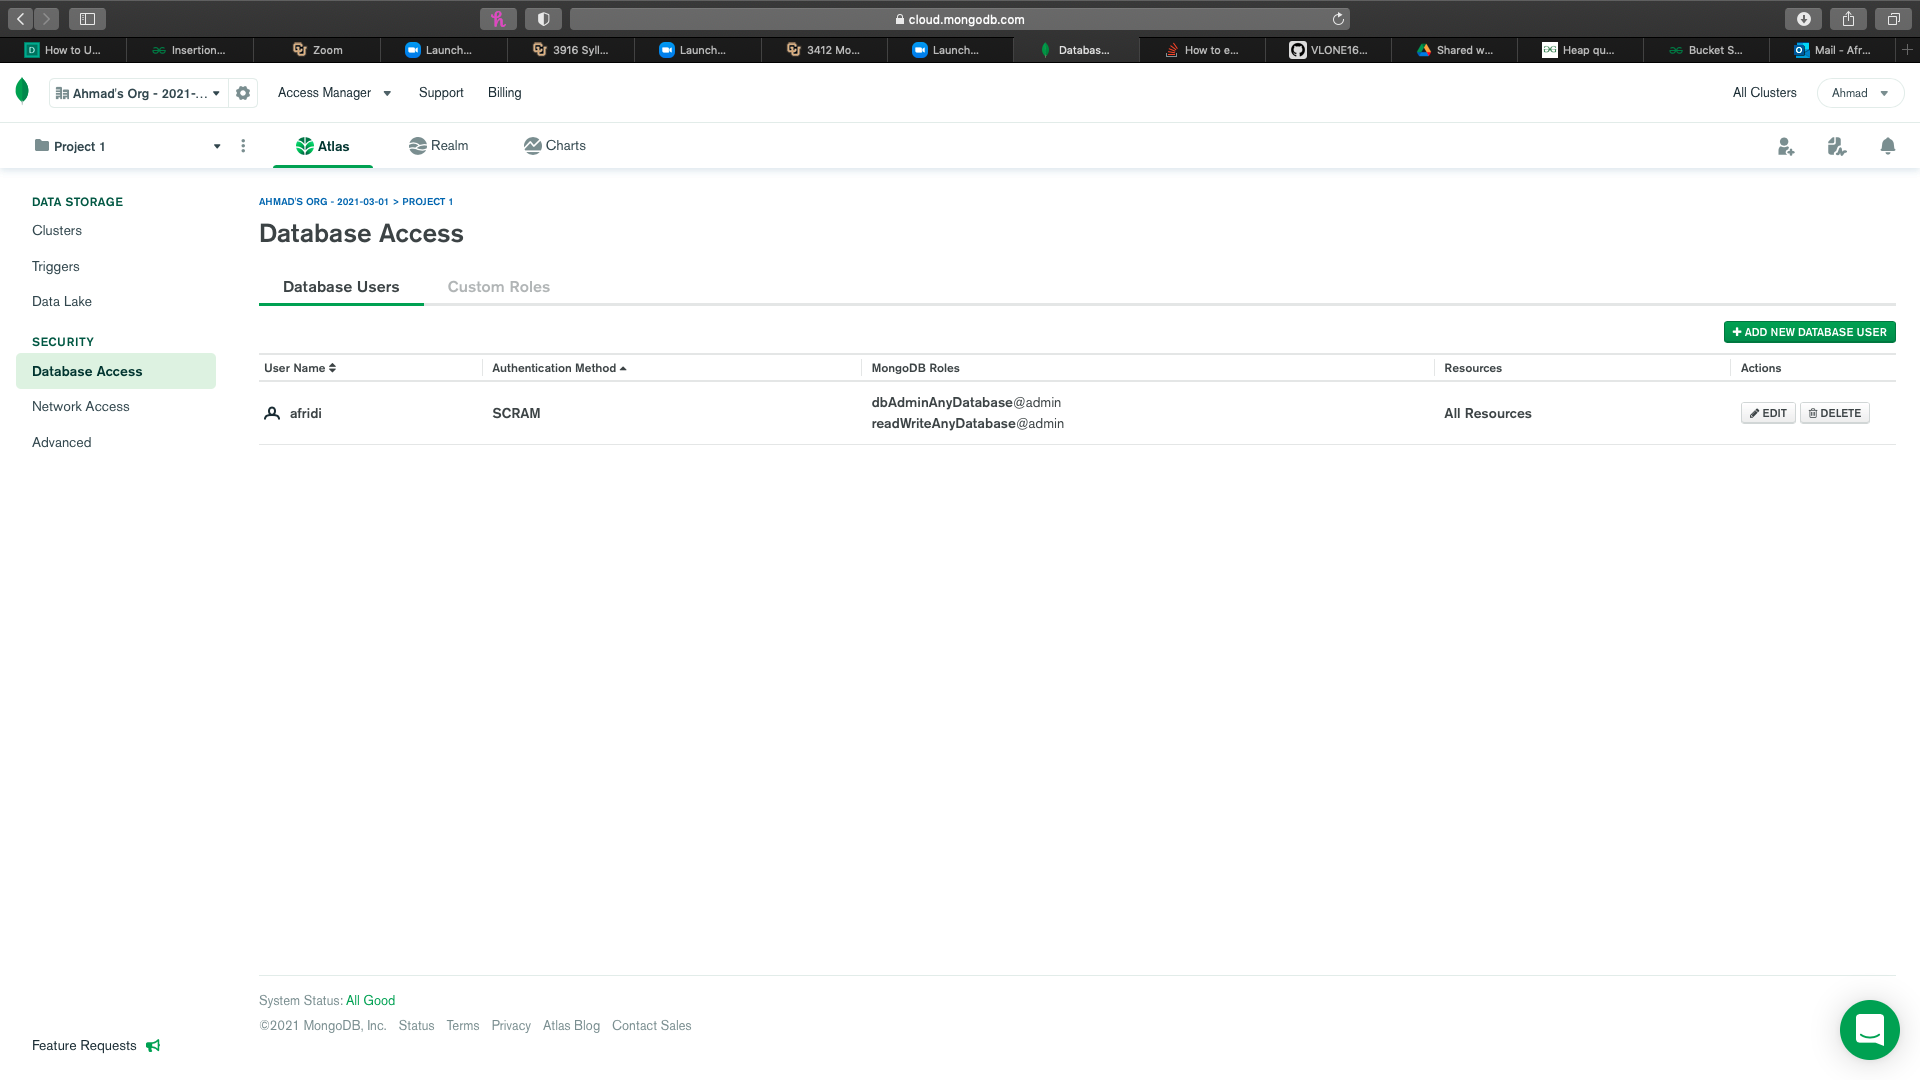 cloud.mongodb.com
How to U...
Insertion...
Zoom
Launch...
3916 Syll...
Launch...
3412 Mo...
Launch...
Databas...
How to e...
VLONE16...
Shared w...
Heap qu...
Bucket S...
Mail - Afr...
Ahmad's Org - 2021-...
Access Manager
Support
Billing
All Clusters
Ahmad
Project 1
Atlas
Realm
Charts
DATA STORAGE
Clusters
Triggers
Data Lake
SECURITY
Database Access
Network Access
Advanced
AHMAD'S ORG - 2021-03-01 > PROJECT 1
Database Access
Database Users
Custom Roles
+ ADD NEW DATABASE USER
User Name
Authentication Method
MongoDB Roles
Resources
Actions
afridi
SCRAM
dbAdminAnyDatabase@admin
readWriteAnyDatabase@admin
All Resources
EDIT
DELETE
System Status: All Good
©2021 MongoDB, Inc. Status Terms Privacy Atlas Blog Contact Sales
Feature Requests